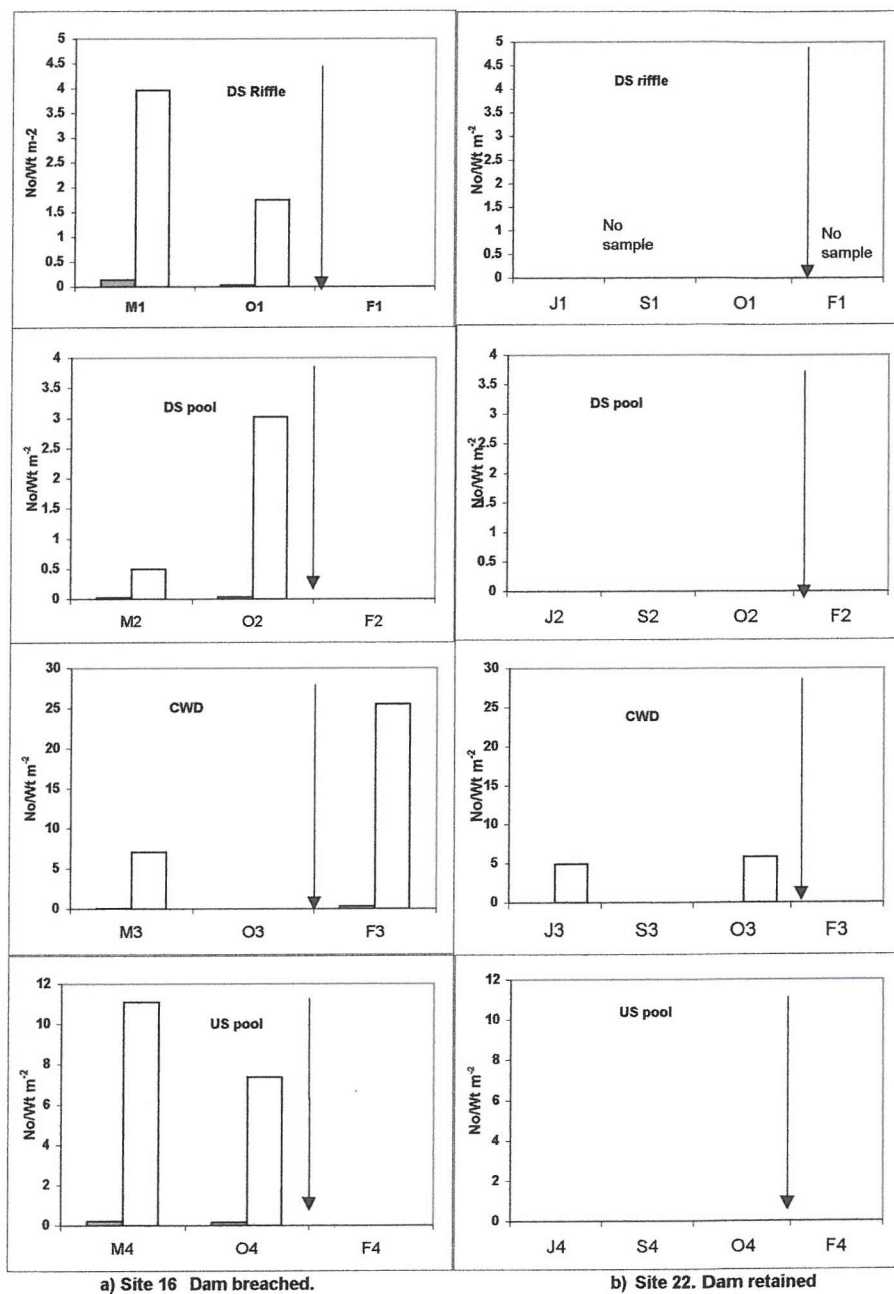 5
4.5
4
3.5
3
2.5
2
1.5
1
0.5
0
No/Wt m-2
DS Riffle
M1 O1 F1
5
4.5
4
3.5
3
2.5
2
1.5
1
0.5
0
No/Wt m⁻²
DS riffle
No
sample
No
sample
J1 S1 O1 F1
4
3.5
3
2.5
2
1.5
1
0.5
0
No/Wt m⁻²
DS pool
M2 O2 F2
4
3.5
3
2.5
2
1.5
1
0.5
0
No/Wt m⁻²
DS pool
J2 S2 O2 F2
30
25
20
15
10
5
0
No/Wt m⁻²
CWD
M3 O3 F3
30
25
20
15
10
5
0
No/Wt m⁻²
CWD
J3 S3 O3 F3
12
10
8
6
4
2
0
No/Wt m⁻²
US pool
M4 O4 F4
12
10
8
6
4
2
0
No/Wt m⁻²
US pool
J4 S4 O4 F4
a) Site 16 Dam breached.
b) Site 22. Dam retained